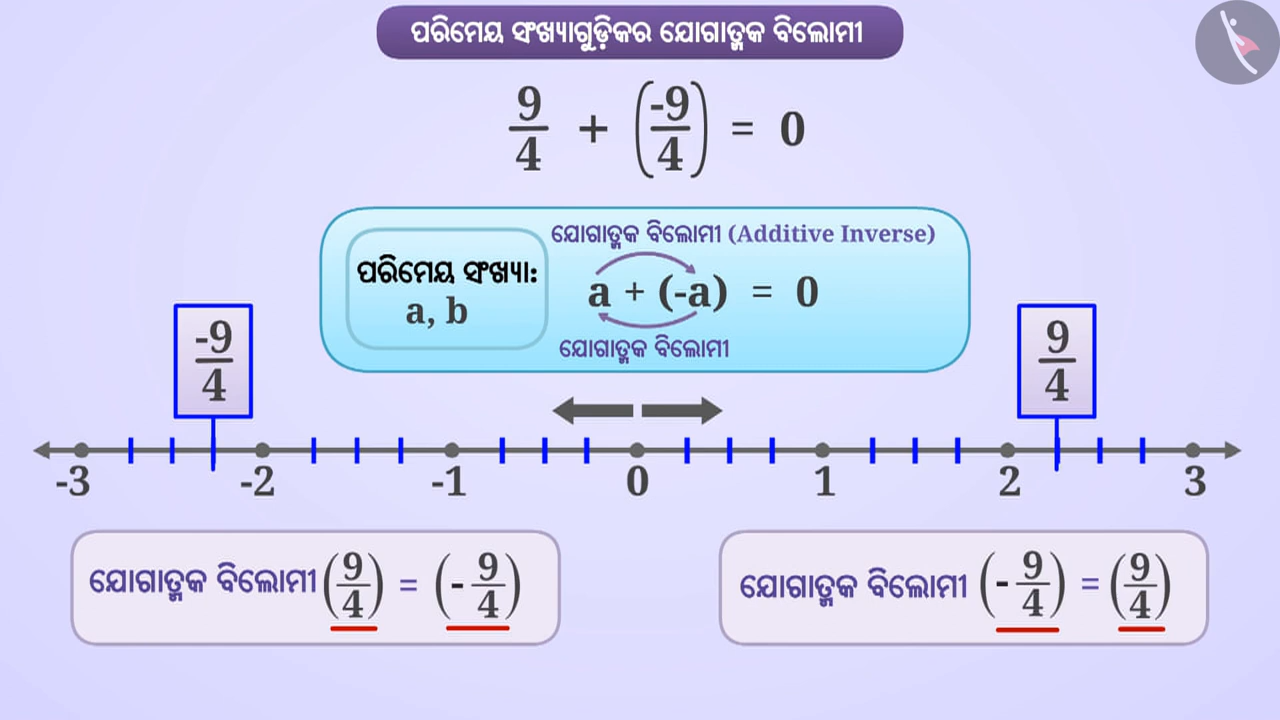 ପରିମେୟ ସଂଖ୍ୟାଗୁଡ଼ିକର ଯୋଗାତ୍ମକ ବିଲୋମୀ
9/4 + (-9/4) = 0
ଯୋଗାତ୍ମକ ବିଲୋମୀ (Additive Inverse)
ପରିମେୟ ସଂଖ୍ୟା:
a, b
a + (-a) = 0
ଯୋଗାତ୍ମକ ବିଲୋମୀ
-9/4
9/4
-3 -2 -1 0 1 2 3
ଯୋଗାତ୍ମକ ବିଲୋମୀ (9/4) = (- 9/4)
ଯୋଗାତ୍ମକ ବିଲୋମୀ (- 9/4) = (9/4)